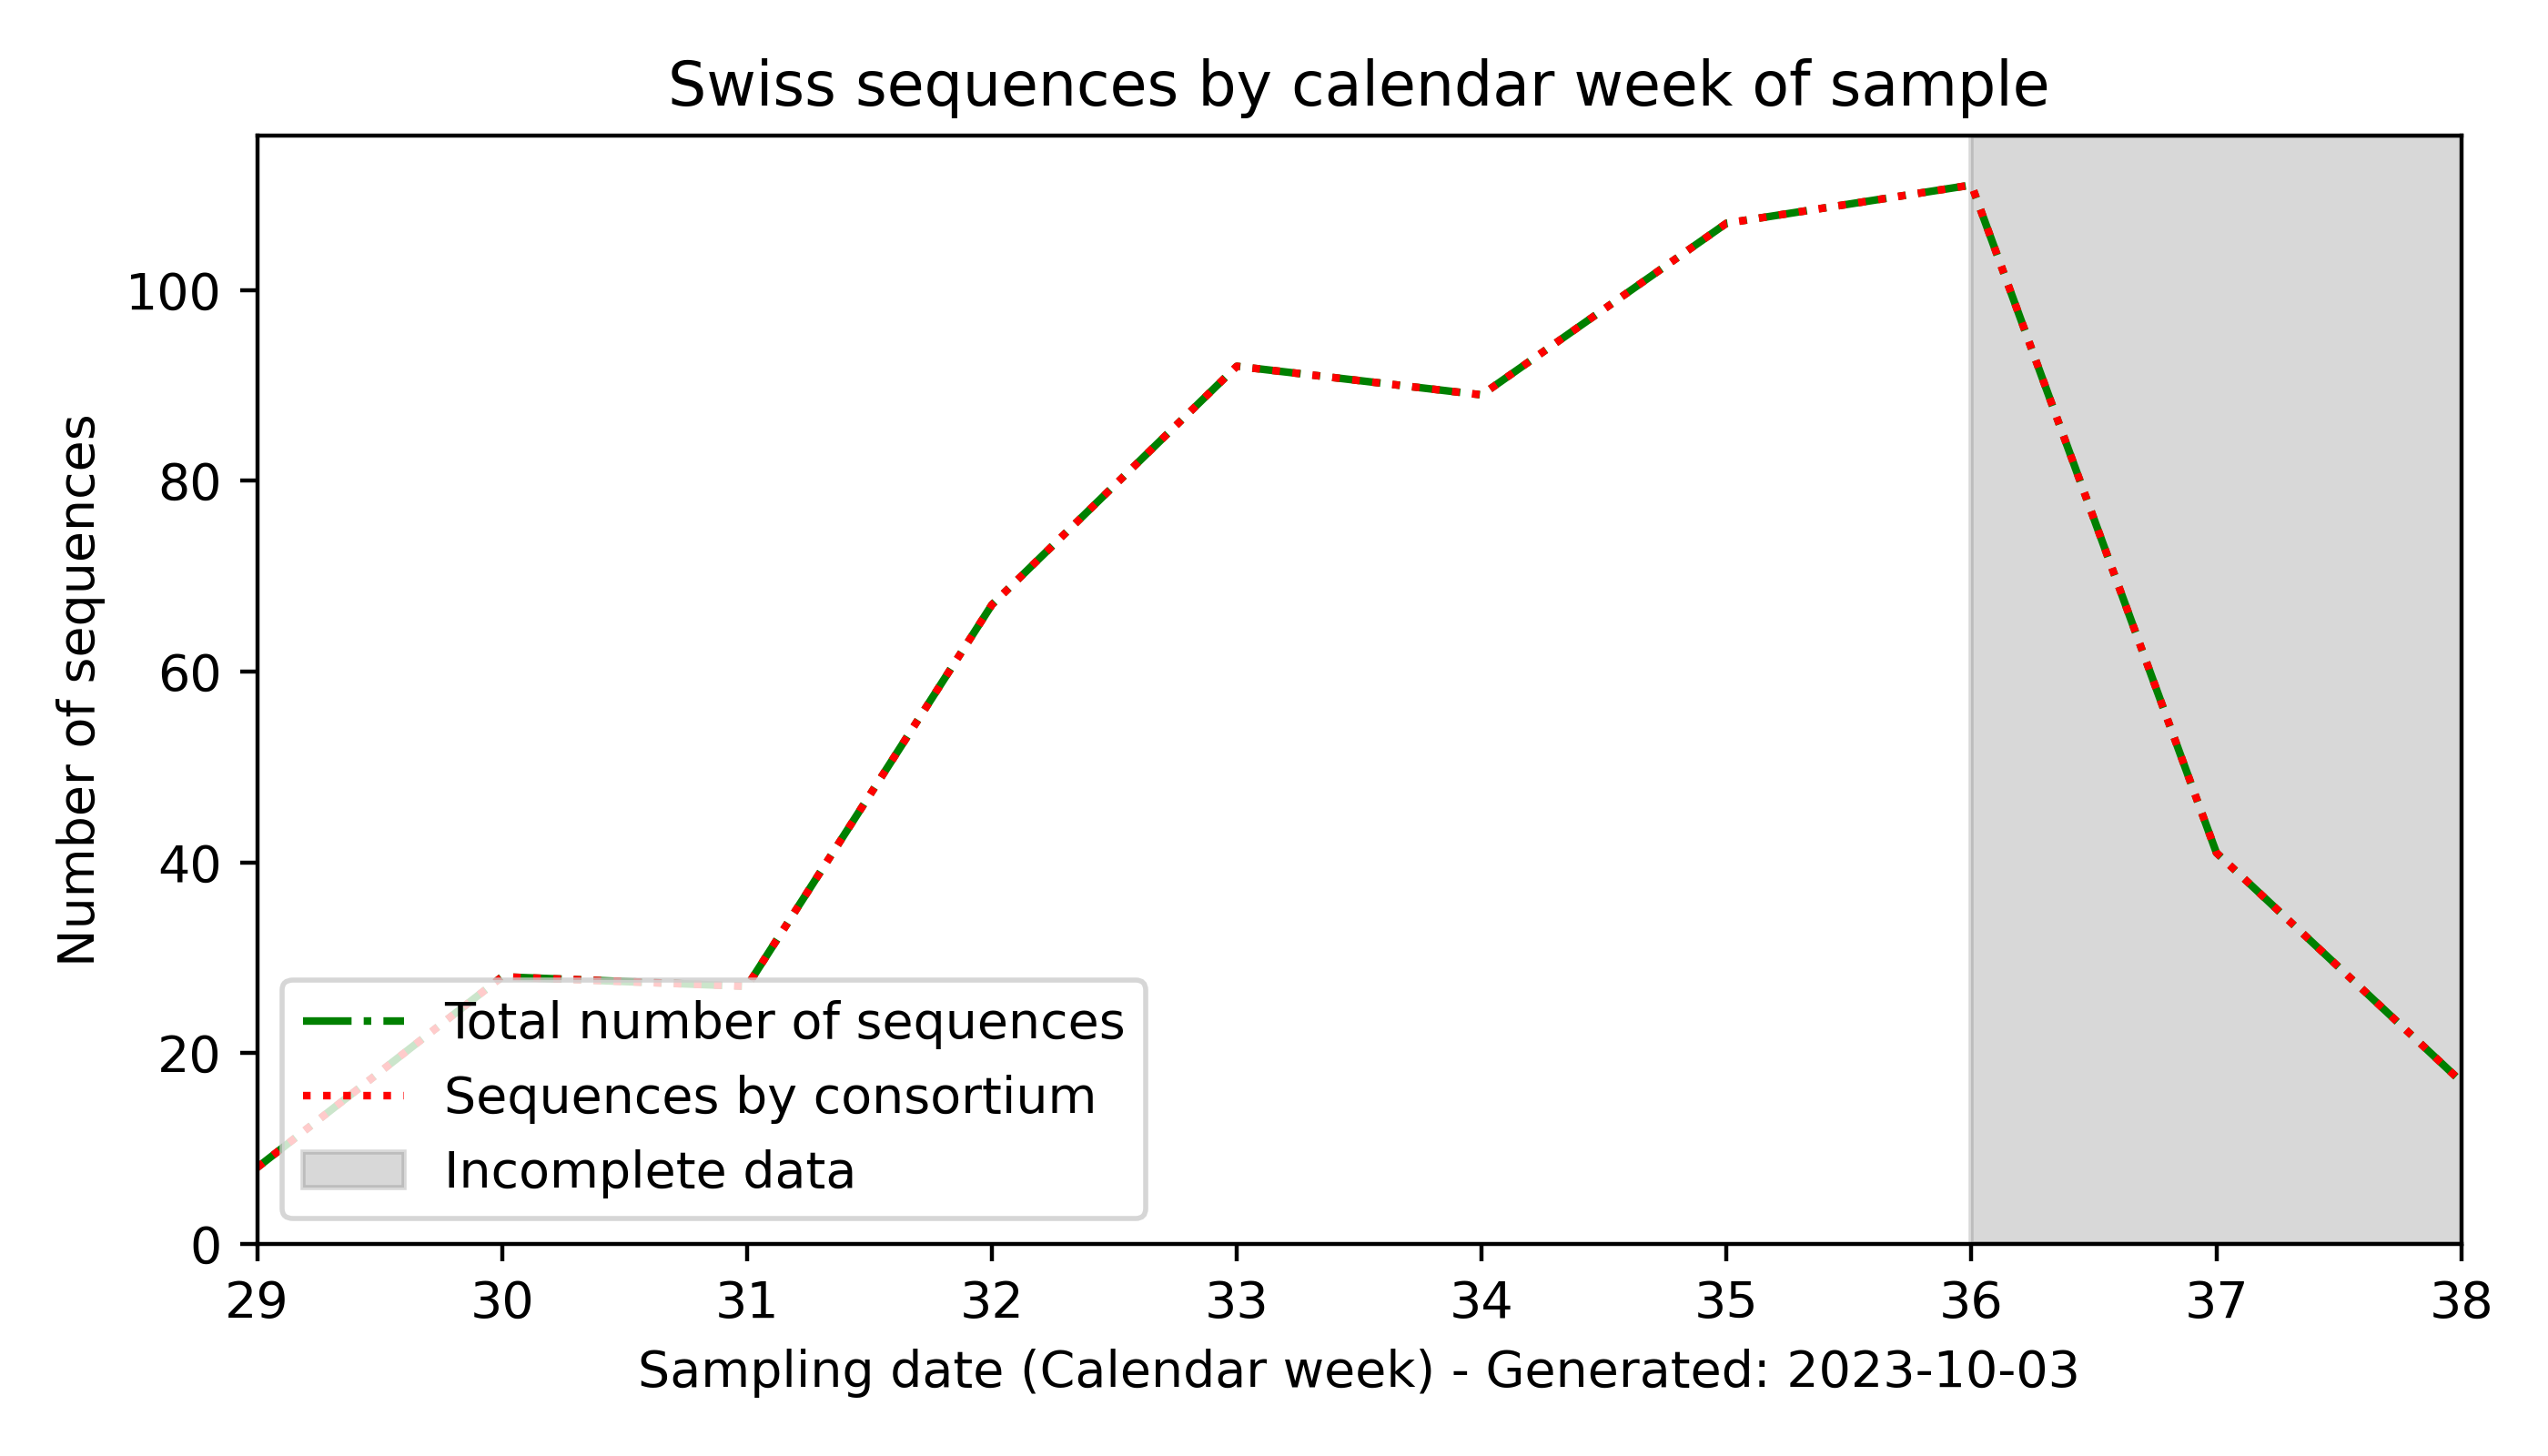 Swiss sequences by calendar week of sample
Number of sequences
100
80
60
40
20
0
Total number of sequences
Sequences by consortium
Incomplete data
29 30 31 32 33 34 35 36 37 38
Sampling date (Calendar week) - Generated: 2023-10-03